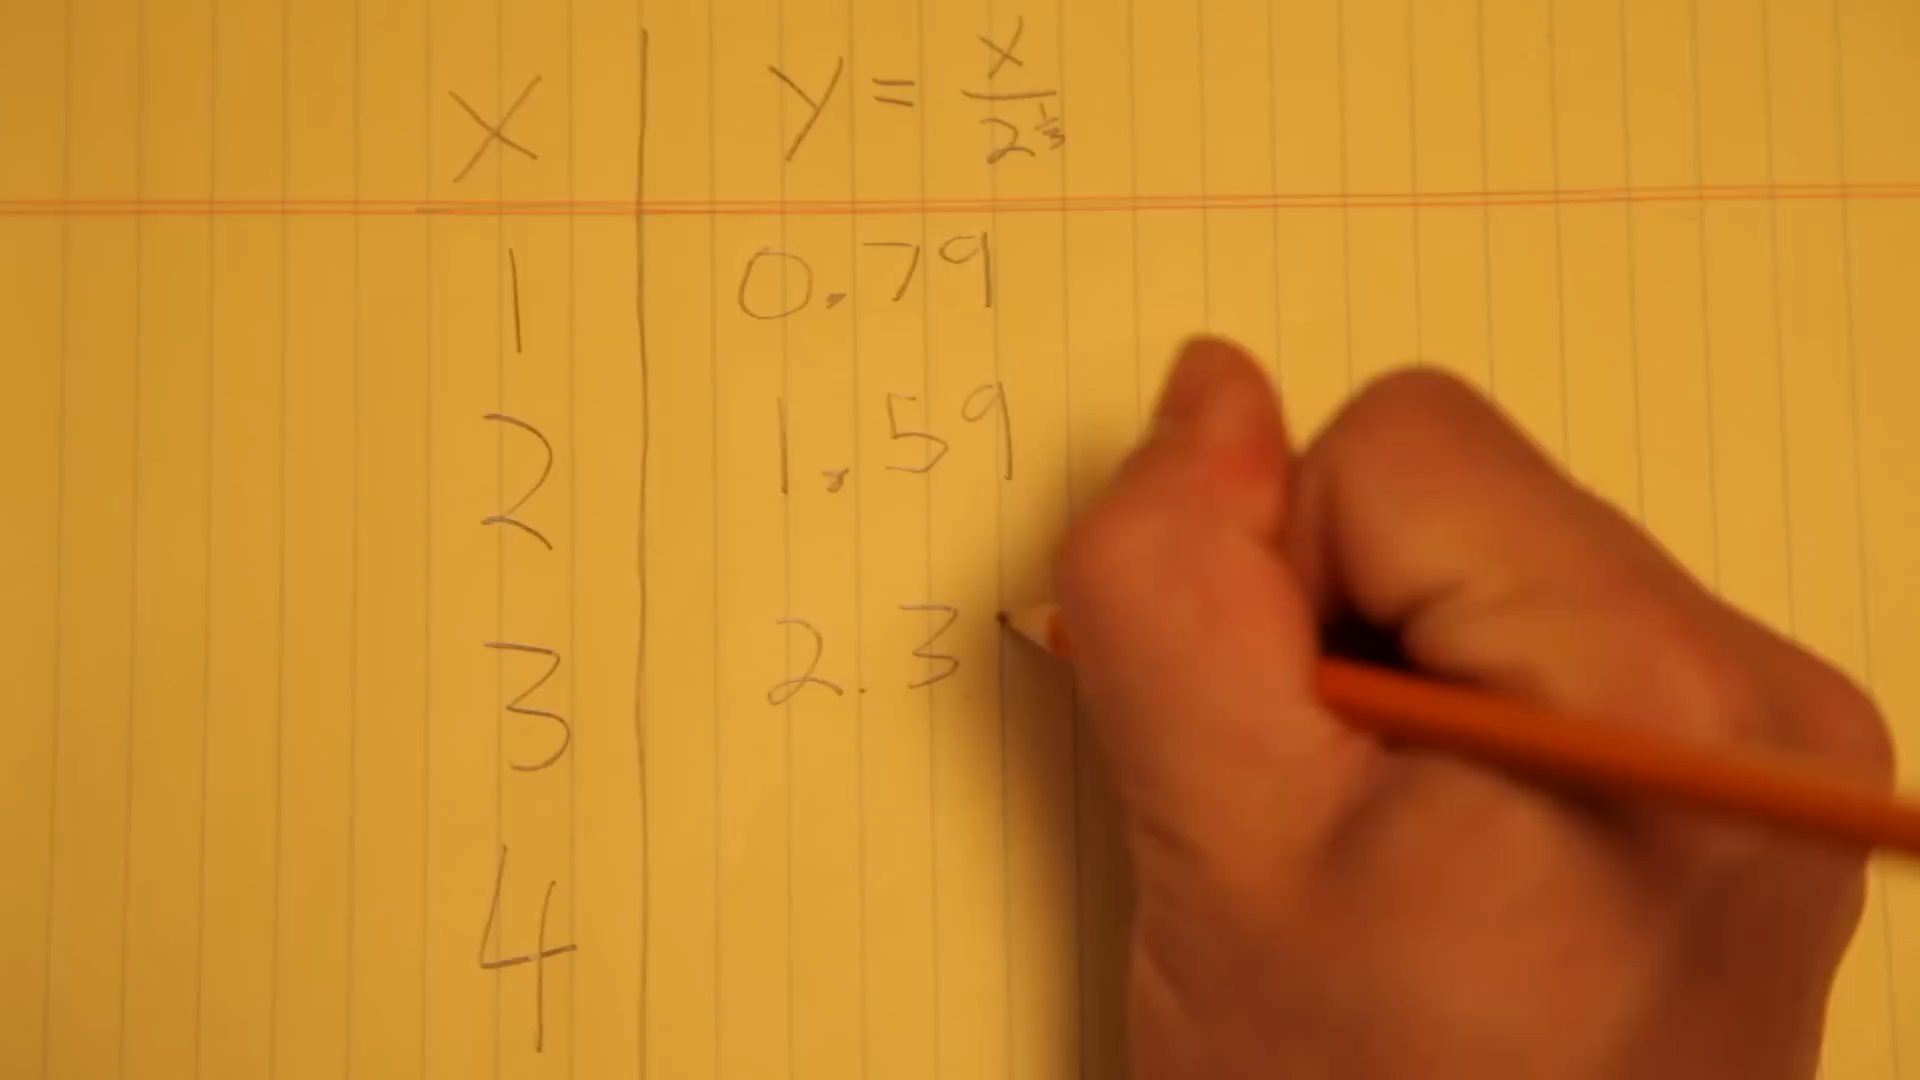 x y = x/2^1/3
1 0.79
2 1.59
3 2.3
4